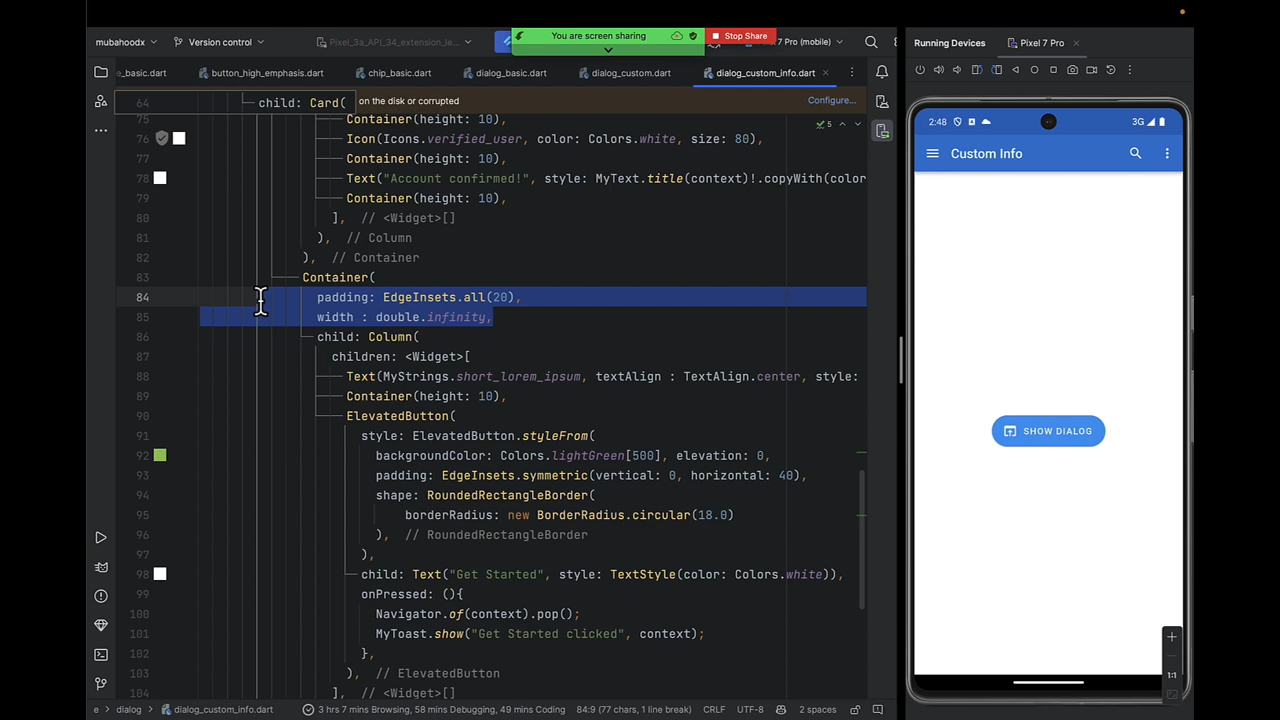 You are screen sharing
Stop Share
mubahoodx
Version control
Pixel_3a_API_34_extension_le
7 Pro (mobile)
Running Devices
Pixel 7 Pro
e_basic.dart
button_high_emphasis.dart
chip_basic.dart
dialog_basic.dart
dialog_custom.dart
dialog_custom_info.dart
on the disk or corrupted
Configure...
5
64 child: Card(
75 Container(height: 10),
76 Icon(Icons.verified_user, color: Colors.white, size: 80),
77 Container(height: 10),
78 Text("Account confirmed!", style: MyText.title(context)!.copyWith(color
79 Container(height: 10),
80 ], // <Widget>[]
81 ), // Column
82 ), // Container
83 Container(
84 padding: EdgeInsets.all(20),
85 width : double.infinity,
86 child: Column(
87 children: <Widget>[
88 Text(MyStrings.short_lorem_ipsum, textAlign : TextAlign.center, style:
89 Container(height: 10),
90 ElevatedButton(
91 style: ElevatedButton.styleFrom(
92 backgroundColor: Colors.lightGreen[500], elevation: 0,
93 padding: EdgeInsets.symmetric(vertical: 0, horizontal: 40),
94 shape: RoundedRectangleBorder(
95 borderRadius: new BorderRadius.circular(18.0)
96 ), // RoundedRectangleBorder
97 ),
98 child: Text("Get Started", style: TextStyle(color: Colors.white)),
99 onPressed: (){
100 Navigator.of(context).pop();
101 MyToast.show("Get Started clicked", context);
102 },
103 ), // ElevatedButton
104 ], // <Widget>[]
e
dialog
dialog_custom_info.dart
3 hrs 7 mins Browsing, 58 mins Debugging, 49 mins Coding
84:9 (77 chars, 1 line break)
CRLF
UTF-8
2 spaces
2:48
3G
Custom Info
SHOW DIALOG
1:1